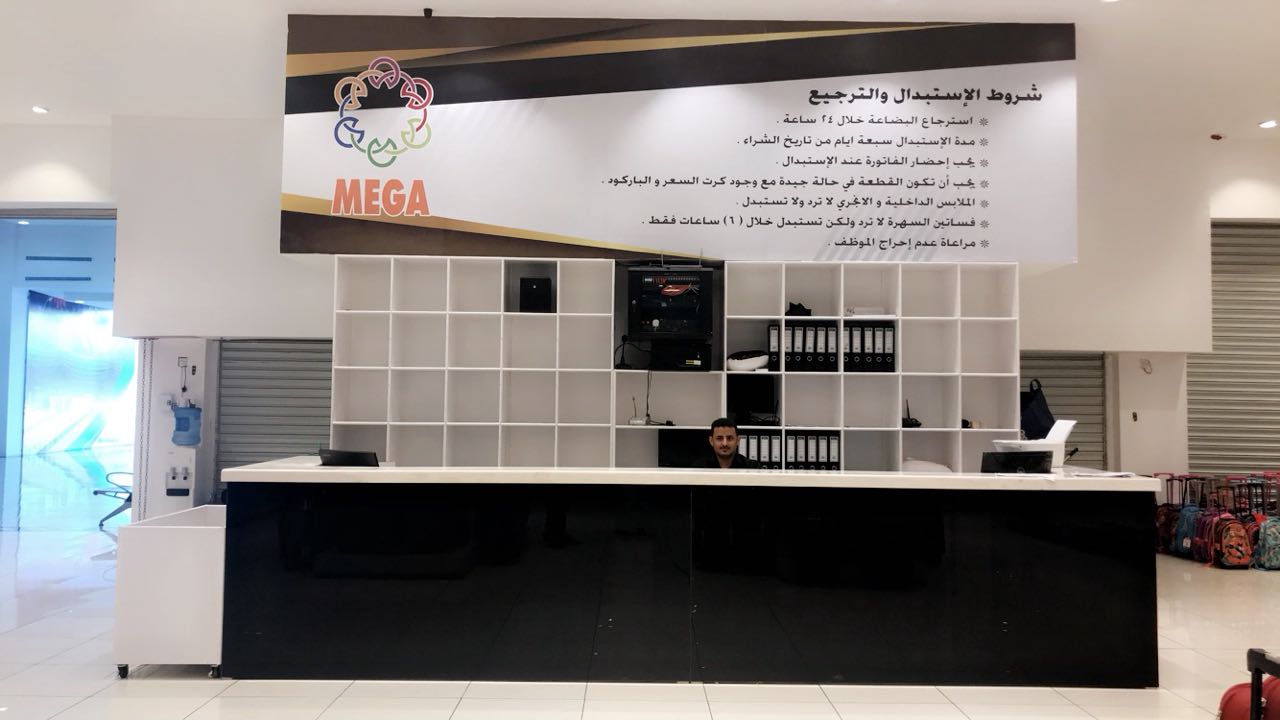 شروط الإستبدال والترجيع
❊ استرجاع البضاعة خلال ٢٤ ساعة .
❊ مدة الإستبدال سبعة ايام من تاريخ الشراء .
❊ يجب إحضار الفاتورة عند الإستبدال .
❊ يجب أن تكون القطعة في حالة جيدة مع وجود كرت السعر و الباركود .
❊ الملابس الداخلية و الانجري لا ترد ولا تستبدل .
❊ فساتين السهرة لا ترد ولكن تستبدل خلال ( ٦ ) ساعات فقط .
❊ مراعاة عدم إحراج الموظف .
MEGA